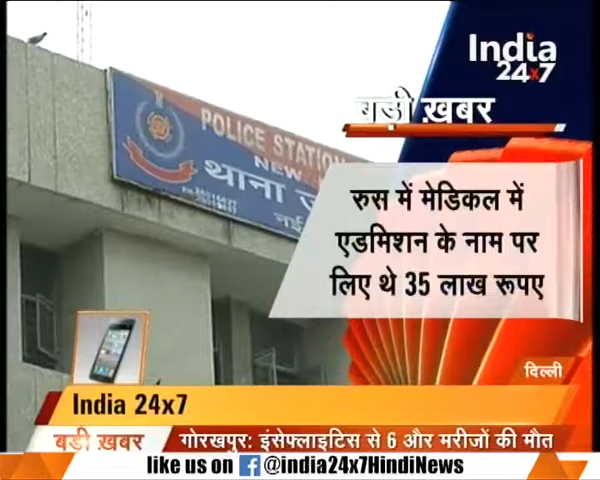 India
24x7
बड़ी ख़बर
POLICE STATION
NEW
थाना
नई
रुस में मेडिकल में
एडमिशन के नाम पर
लिए थे 35 लाख रूपए
दिल्ली
India 24x7
बडी ख़बर
गोरखपुर: इंसेफ्लाइटिस से 6 और मरीजों की मौत
like us on f @india24x7HindiNews